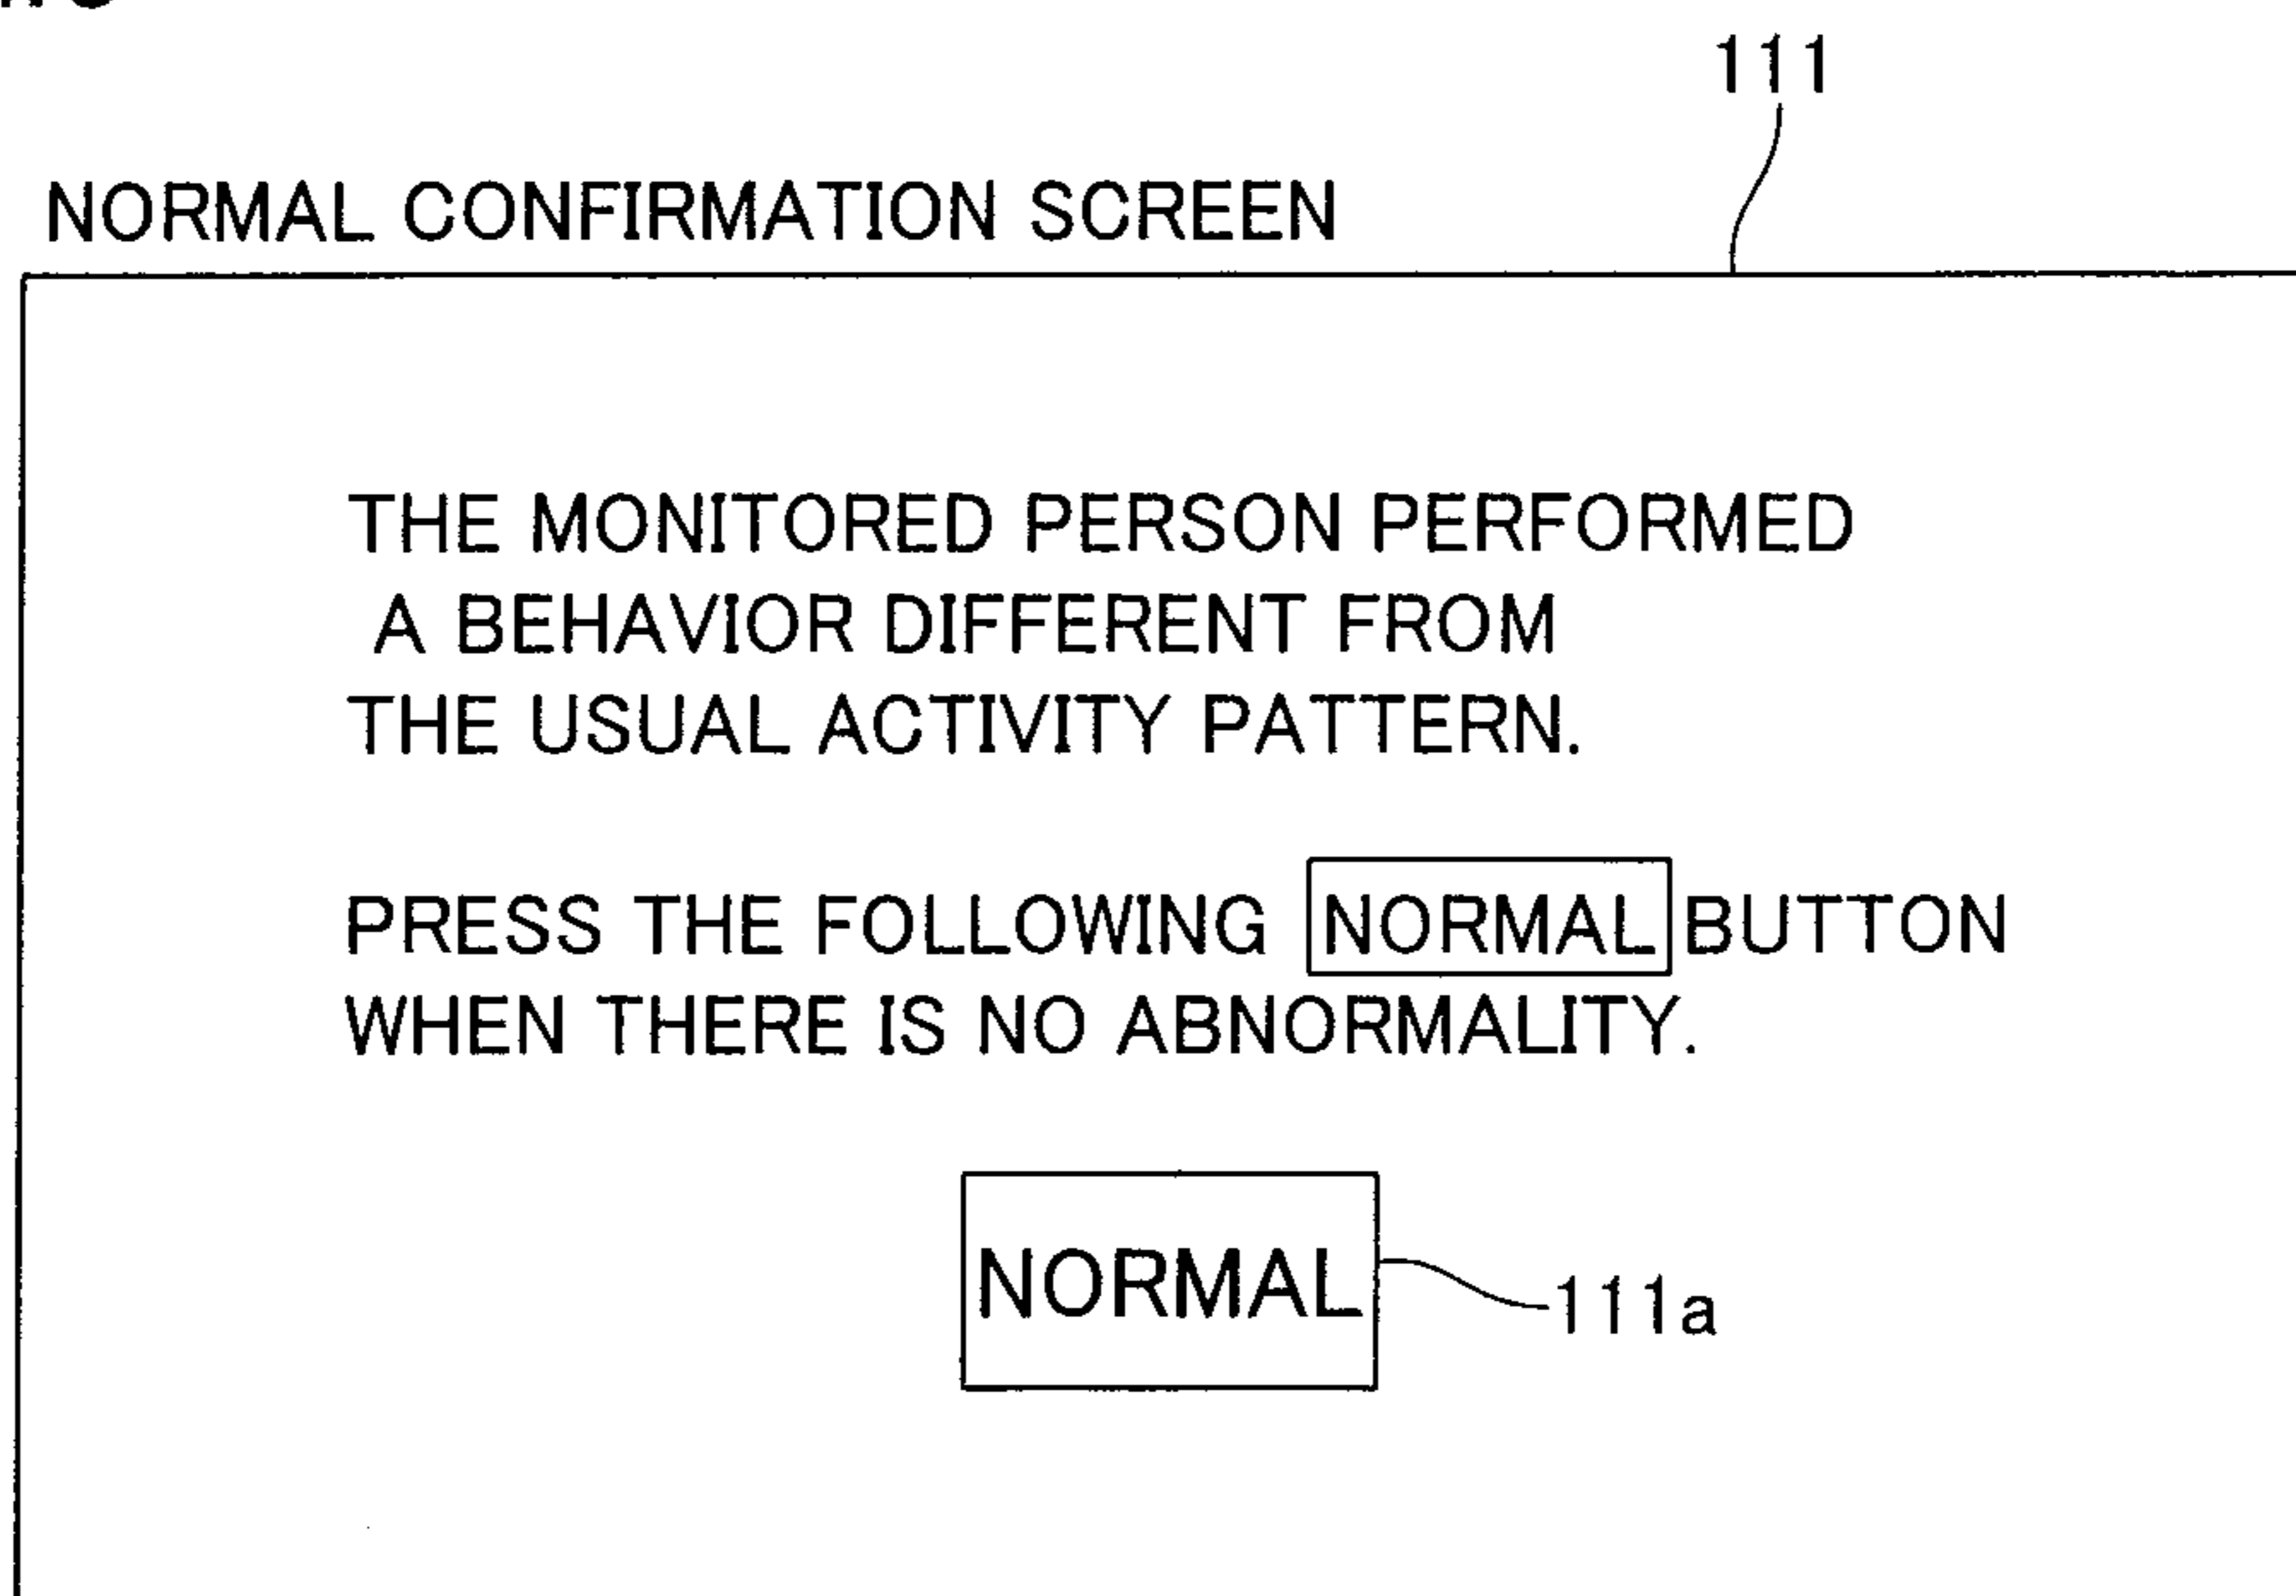 111
NORMAL CONFIRMATION SCREEN
THE MONITORED PERSON PERFORMED
A BEHAVIOR DIFFERENT FROM
THE USUAL ACTIVITY PATTERN.
PRESS THE FOLLOWING NORMAL BUTTON
WHEN THERE IS NO ABNORMALITY.
NORMAL
111a